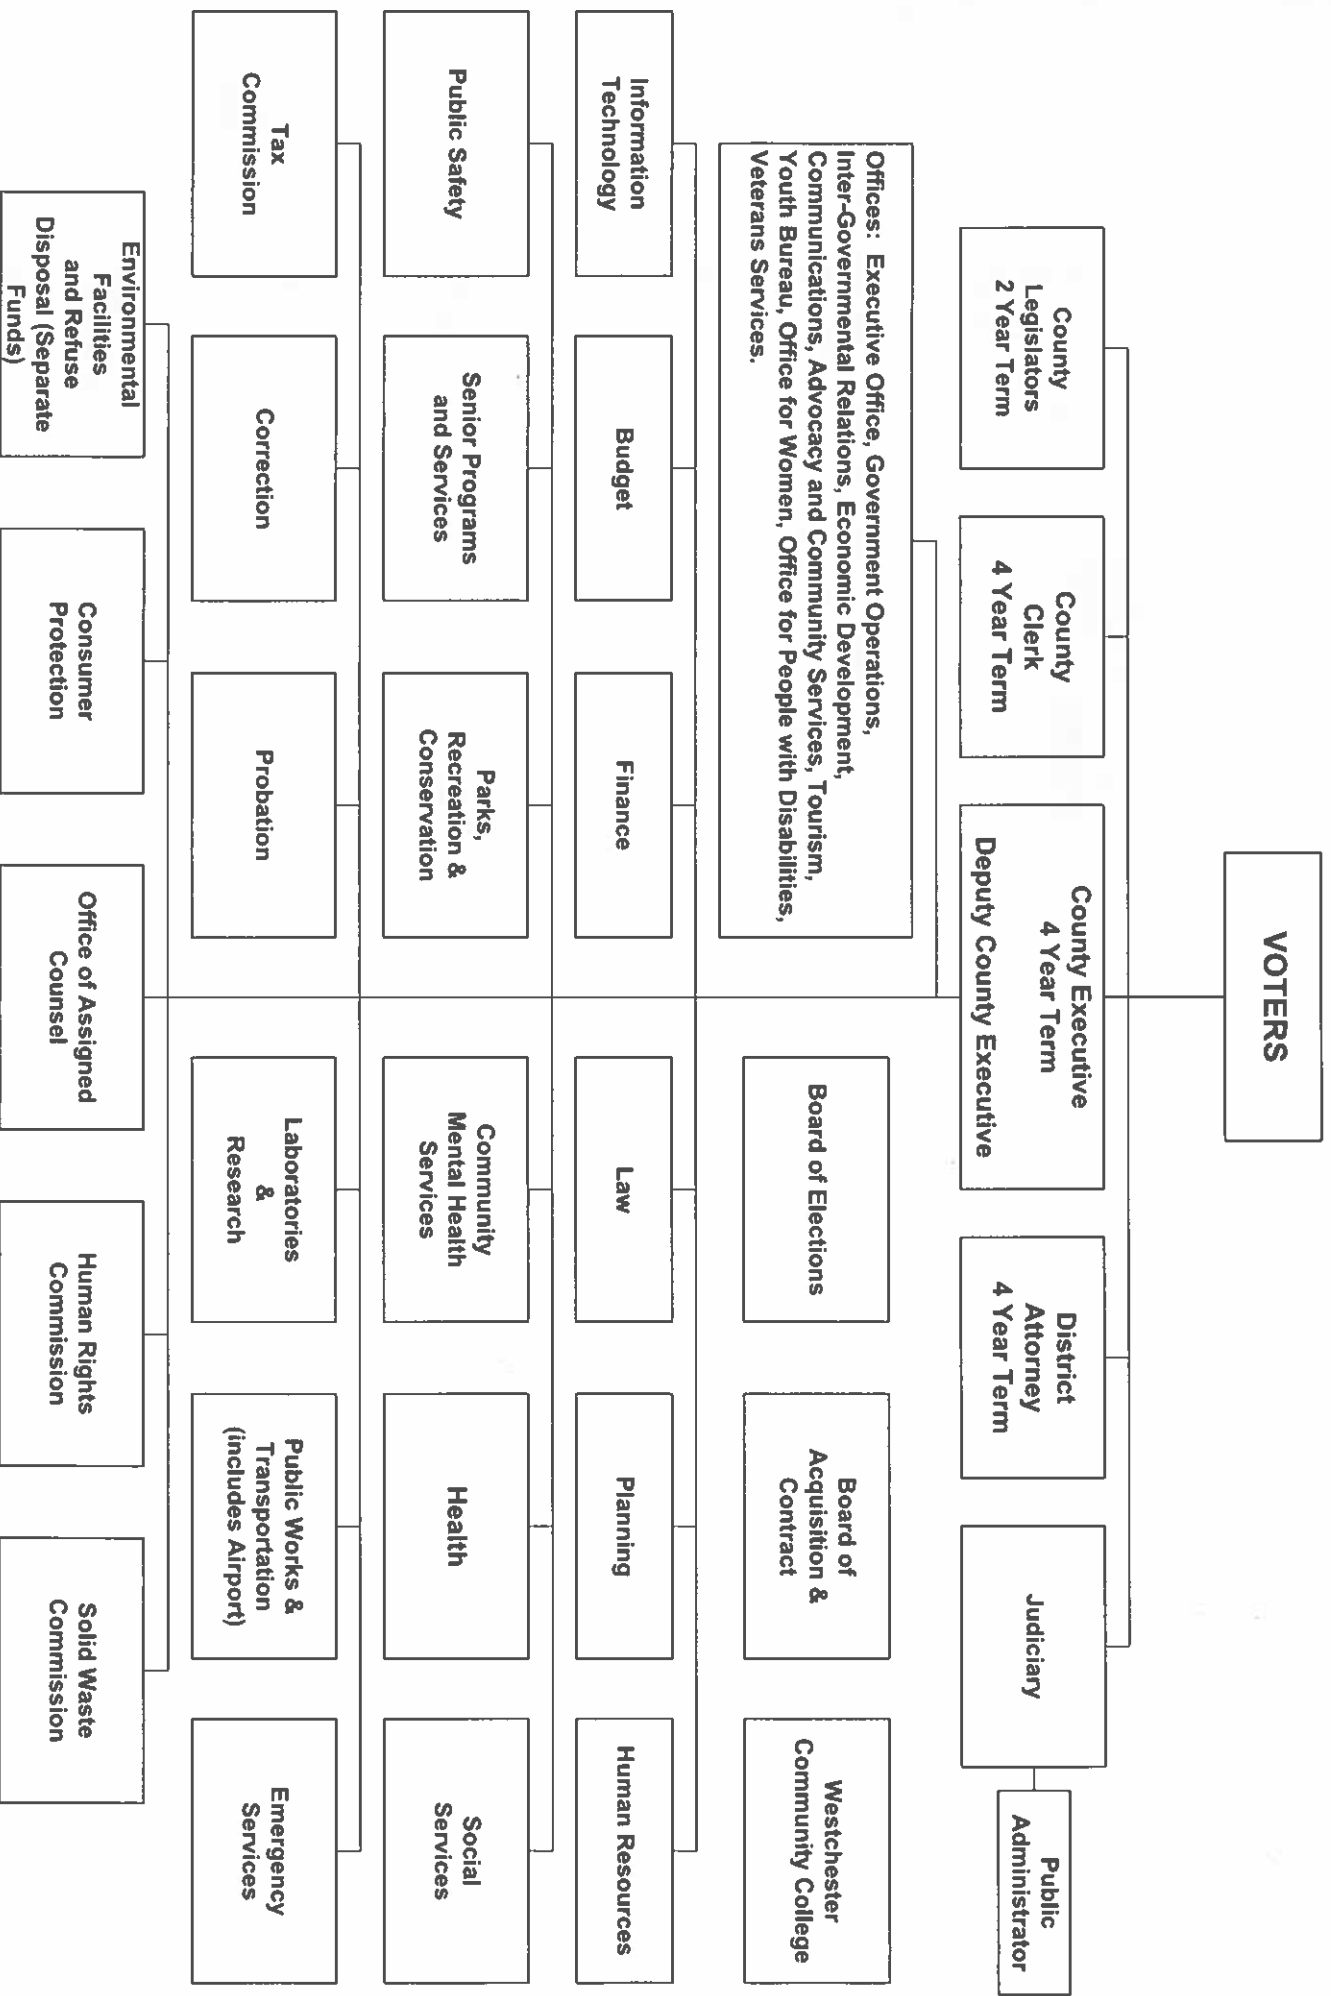 VOTERS
County
Legislators
2 Year Term
County
Clerk
4 Year Term
County Executive
4 Year Term
Deputy County Executive
District
Attorney
4 Year Term
Judiciary
Public
Administrator
Offices:  Executive Office, Government Operations,
Inter-Governmental Relations, Economic Development,
Communications, Advocacy and Community Services, Tourism,
Youth Bureau, Office for Women, Office for People with Disabilities,
Veterans Services.
Board of Elections
Board of
Acquisition &
Contract
Westchester
Community College
Information
Technology
Budget
Finance
Law
Planning
Human Resources
Public Safety
Senior Programs
and Services
Parks,
Recreation &
Conservation
Community
Mental Health
Services
Health
Social
Services
Tax
Commission
Correction
Probation
Laboratories
&
Research
Public Works &
Transportation
(includes Airport)
Emergency
Services
Environmental
Facilities
and Refuse
Disposal (Separate
Funds)
Consumer
Protection
Office of Assigned
Counsel
Human Rights
Commission
Solid Waste
Commission